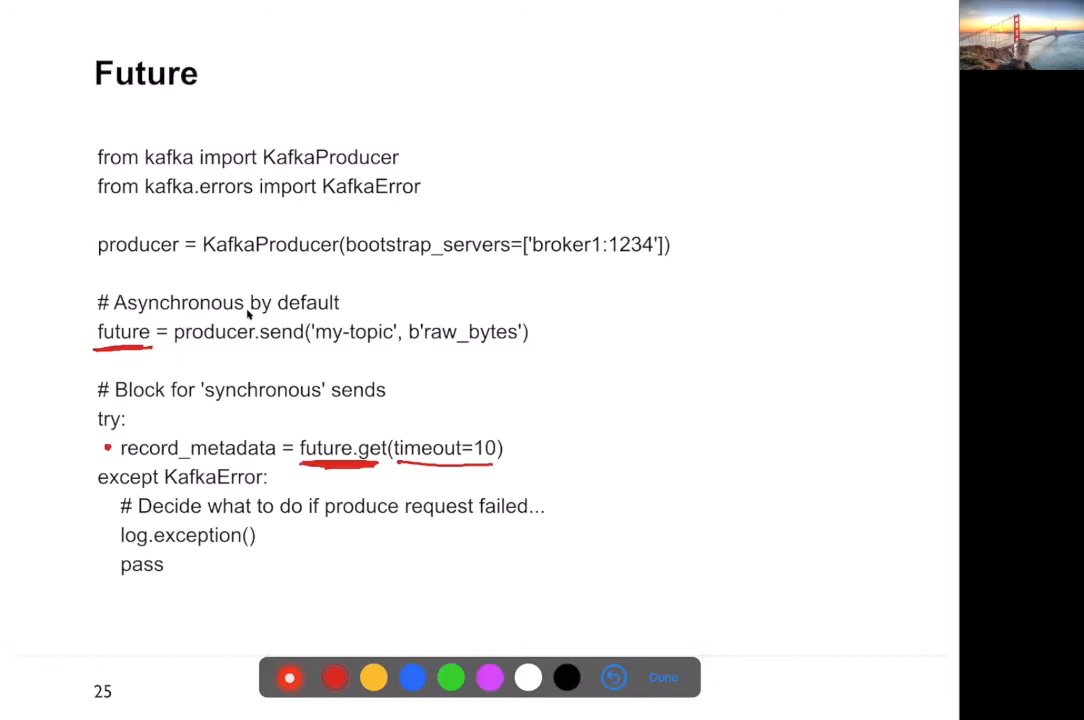 Future
from kafka import KafkaProducer
from kafka.errors import KafkaError
producer = KafkaProducer(bootstrap_servers=['broker1:1234'])
# Asynchronous by default
future = producer.send('my-topic', b'raw_bytes')
# Block for 'synchronous' sends
try:
record_metadata = future.get(timeout=10)
except KafkaError:
# Decide what to do if produce request failed...
log.exception()
pass
Done
25